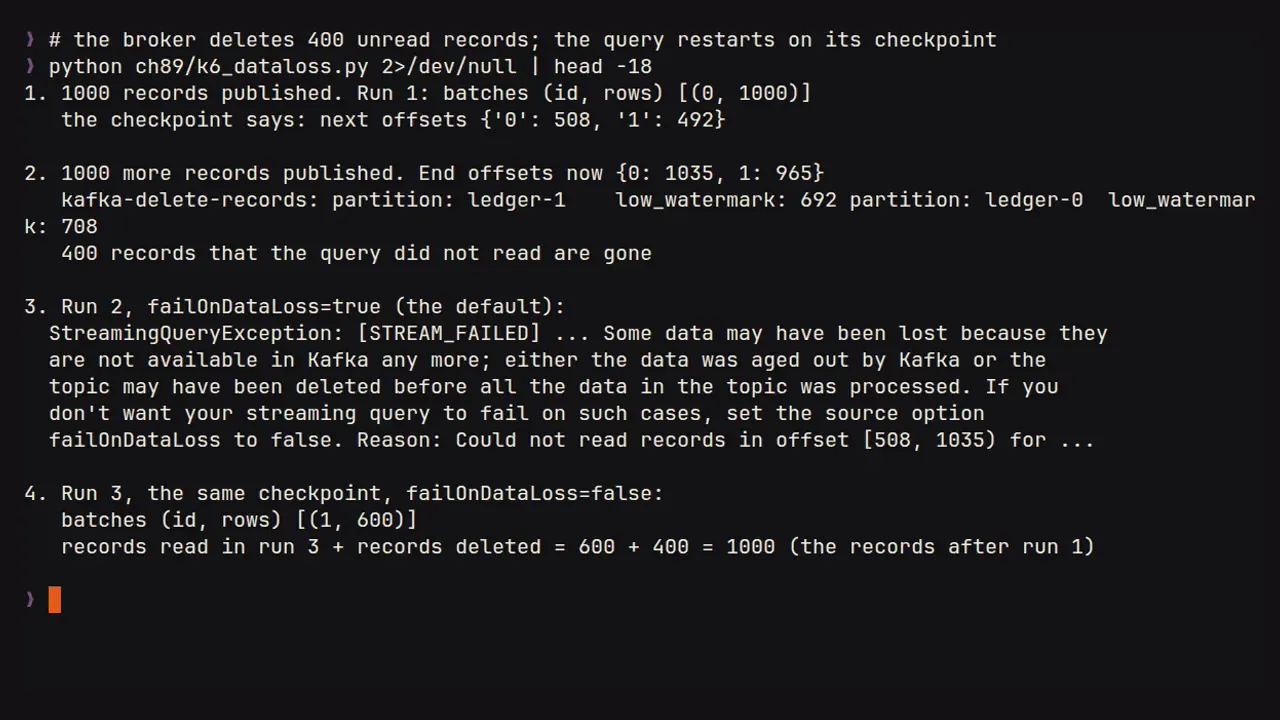 ❯ # the broker deletes 400 unread records; the query restarts on its checkpoint
❯ python ch89/k6_dataloss.py 2>/dev/null | head -18
1. 1000 records published. Run 1: batches (id, rows) [(0, 1000)]
the checkpoint says: next offsets {'0': 508, '1': 492}
2. 1000 more records published. End offsets now {0: 1035, 1: 965}
kafka-delete-records: partition: ledger-1    low_watermark: 692 partition: ledger-0  low_watermar
k: 708
400 records that the query did not read are gone
3. Run 2, failOnDataLoss=true (the default):
StreamingQueryException: [STREAM_FAILED] ... Some data may have been lost because they
are not available in Kafka any more; either the data was aged out by Kafka or the
topic may have been deleted before all the data in the topic was processed. If you
don't want your streaming query to fail on such cases, set the source option
failOnDataLoss to false. Reason: Could not read records in offset [508, 1035) for ...
4. Run 3, the same checkpoint, failOnDataLoss=false:
batches (id, rows) [(1, 600)]
records read in run 3 + records deleted = 600 + 400 = 1000 (the records after run 1)
❯